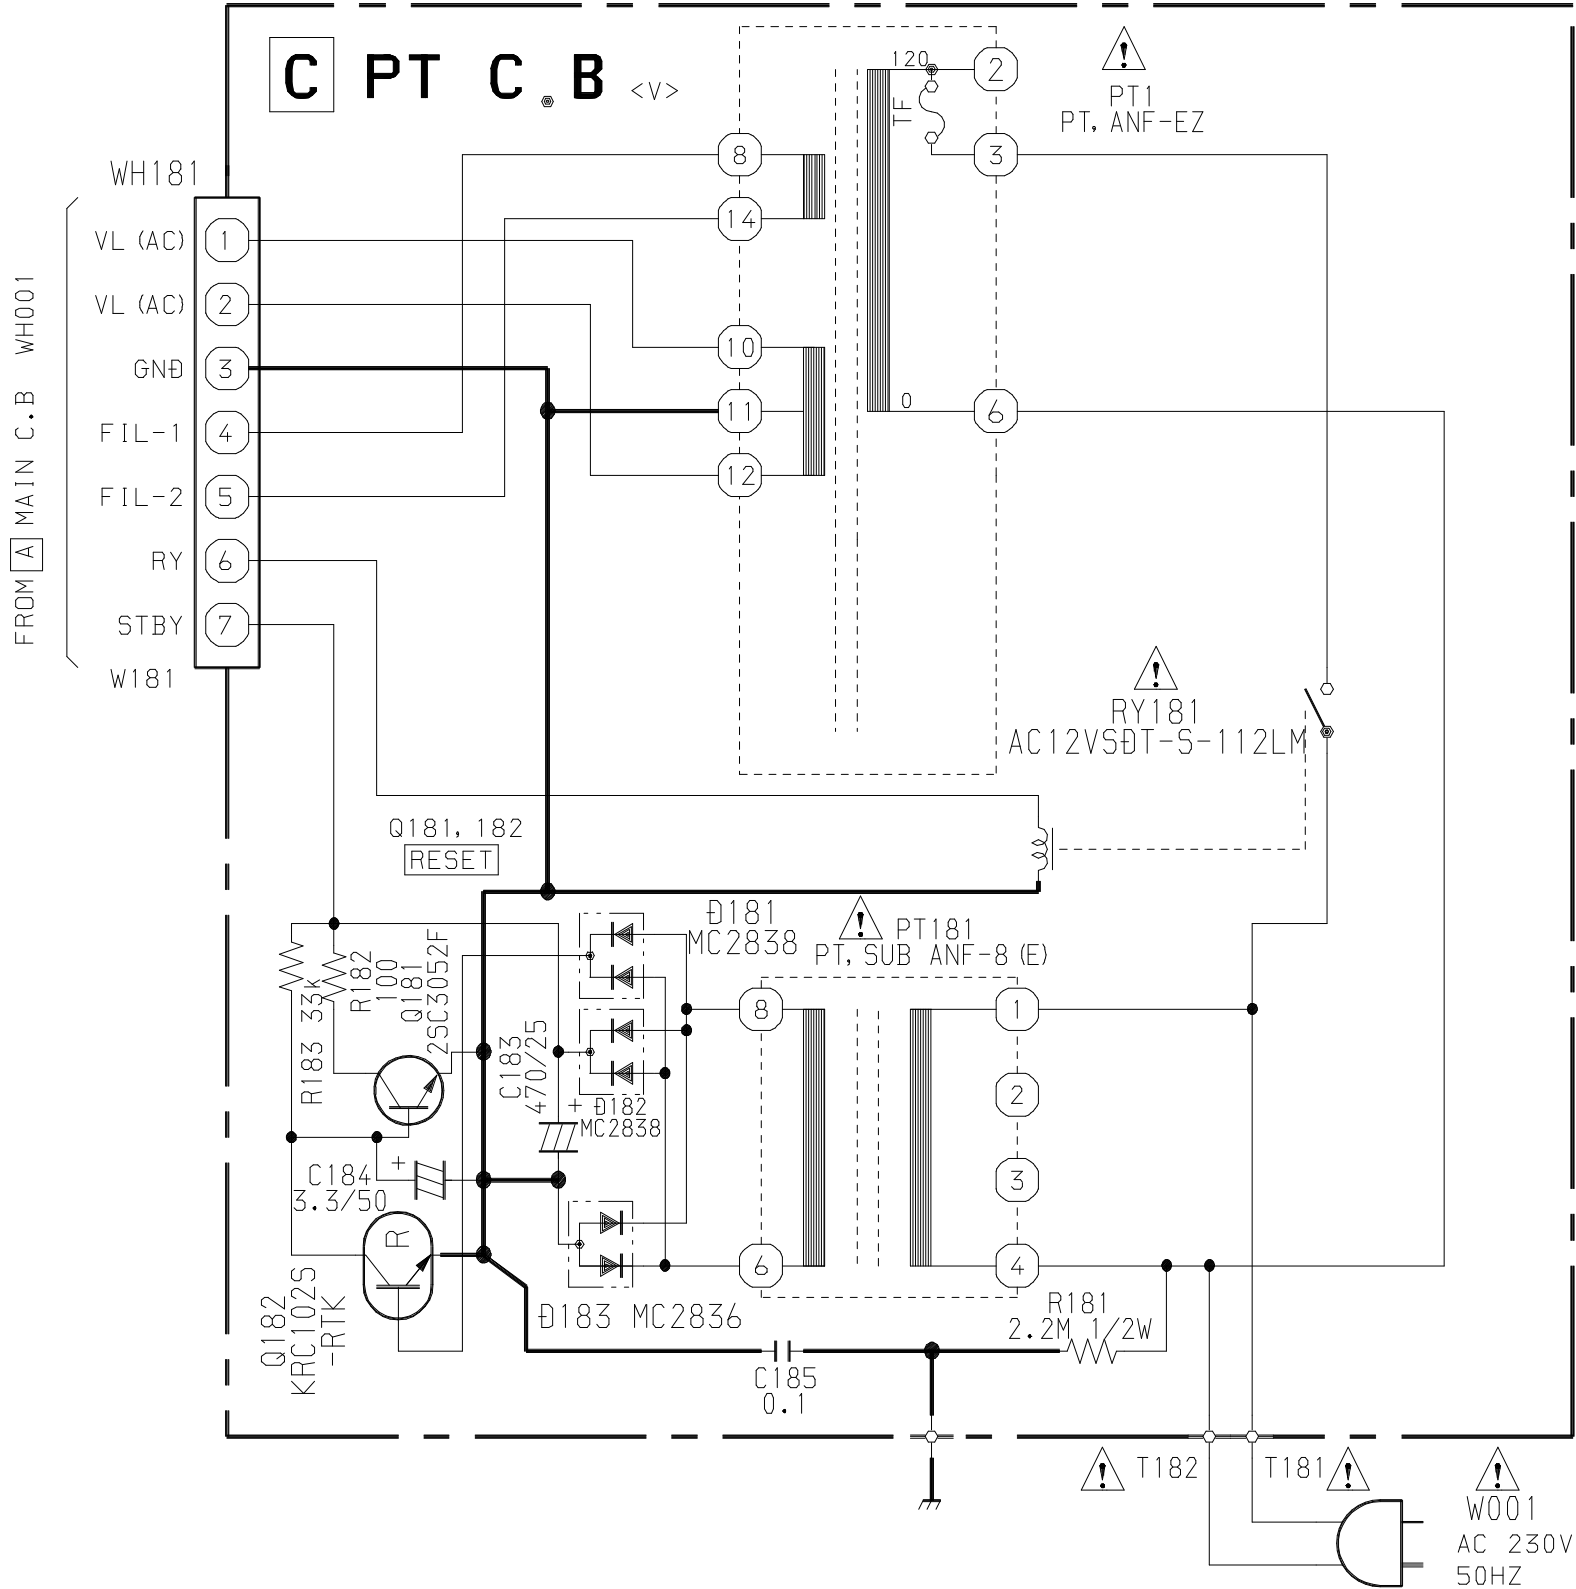 C PT C.B <V>
120
2
PT1
PT, ANF-EZ
TF
8
3
WH181
14
VL (AC) 1
VL (AC) 2
10
GND 3
0
11
6
FIL-1 4
12
FIL-2 5
RY 6
STBY 7
W181
FROM A MAIN C.B WH001
RY181
AC12VSDT-S-112LM
Q181, 182
RESET
D181
MC2838
PT181
PT, SUB ANF-8 (E)
R183 33K
R182
100
Q181
2SC3052F
C183
470/25
+
D182
MC2838
8
1
2
3
4
6
C184
3.3/50
+
R
Q182
KRC102S
-RTK
D183 MC2836
R181
2.2M 1/2W
C185
0.1
T182
T181
W001
AC 230V
50HZ